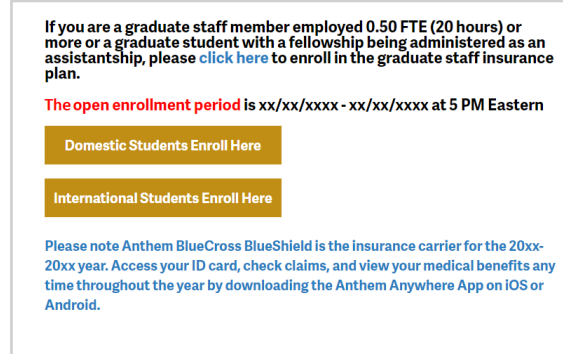 If you are a graduate staff member employed 0.50 FTE (20 hours) or
more or a graduate student with a fellowship being administered as an
assistantship, please click here to enroll in the graduate staff insurance
plan.
The open enrollment period is xx/xx/xxxx - xx/xx/xxxx at 5 PM Eastern
Domestic Students Enroll Here
International Students Enroll Here
Please note Anthem BlueCross BlueShield is the insurance carrier for the 20xx-
20xx year. Access your ID card, check claims, and view your medical benefits any
time throughout the year by downloading the Anthem Anywhere App on iOS or
Android.